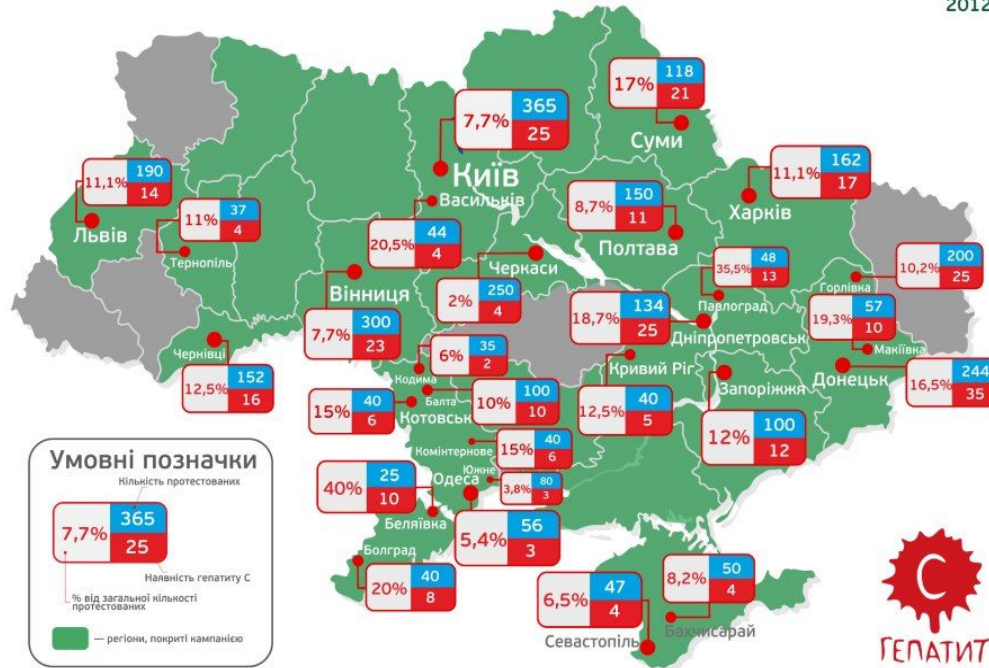 2012
118
17%
21
Суми
365
7,7%
25
Київ
Васильків
190
11,1%
14
Львів
37
11%
4
Тернопіль
162
11,1%
17
Харків
150
8,7%
11
Полтава
44
20,5%
4
Черкаси
250
2%
4
Вінниця
300
7,7%
23
48
35,5%
13
Павлоград
200
10,2%
25
Горлівка
57
19,3%
10
Макіївка
134
18,7%
25
Дніпропетровськ
Чернівці
152
12,5%
16
35
6%
2
Кодима
Балта
100
10%
10
40
15%
6
Котовськ
Кривий Ріг
40
12,5%
5
Запоріжжя
100
12%
12
Донецьк
244
16,5%
35
Комінтернове
40
15%
6
Южне
80
3,8%
3
Одеса
56
5,4%
3
25
40%
10
Беляївка
Болград
40
20%
8
47
6,5%
4
Севастополь
50
8,2%
4
Бахчисарай
Умовні позначки
Кількість протестованих
365
7,7%
25
Наявність гепатиту С
% від загальної кількості
протестованих
— регіони, покриті кампанією
С
ГЕПАТИТ